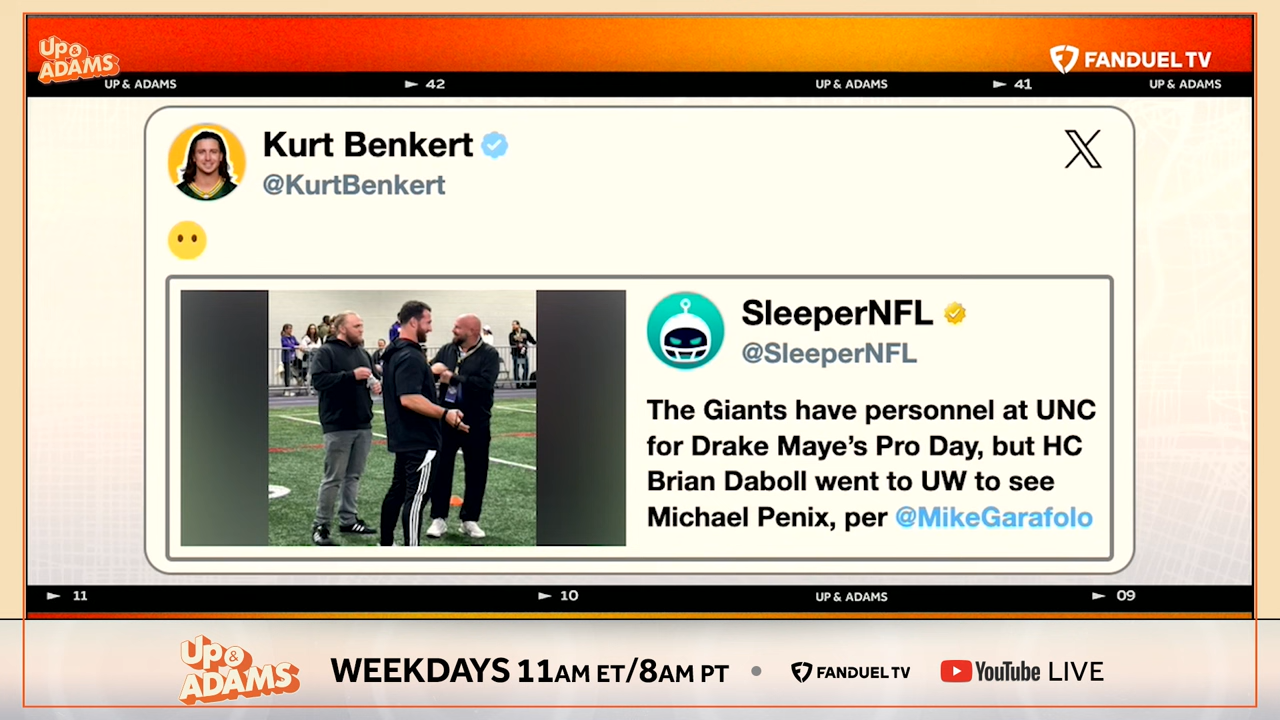 Up &
ADAMS
FANDUEL TV
UP & ADAMS
42
UP & ADAMS
41
UP & ADAMS
Kurt Benkert
@KurtBenkert
SleeperNFL
@SleeperNFL
The Giants have personnel at UNC
for Drake Maye’s Pro Day, but HC
Brian Daboll went to UW to see
Michael Penix, per @MikeGarafolo
11
10
UP & ADAMS
09
Up &
ADAMS
WEEKDAYS 11AM ET/8AM PT
FANDUEL TV
YouTube LIVE